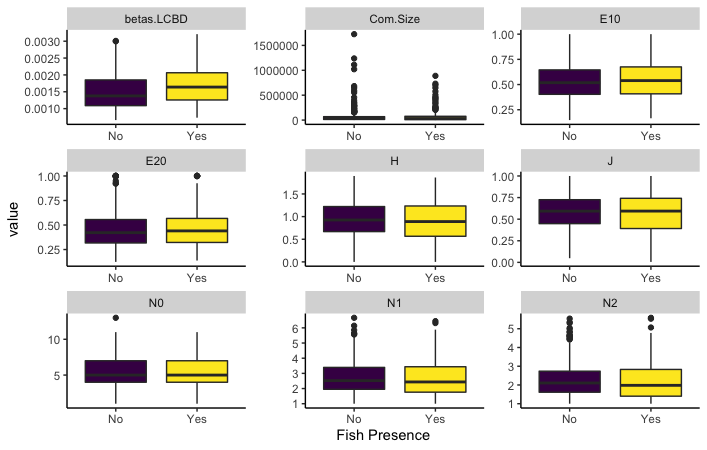 betas.LCBD Com.Size E10
0.0030
0.0025
0.0020
0.0015
0.0010
No Yes
1500000
1000000
500000
0
No Yes
1.00
0.75
0.50
0.25
No Yes
E20 H J
1.00
0.75
0.50
0.25
No Yes
1.5
1.0
0.5
0.0
No Yes
1.00
0.75
0.50
0.25
0.00
No Yes
N0 N1 N2
10
5
No Yes
6
5
4
3
2
1
No Yes
5
4
3
2
1
No Yes
value
Fish Presence